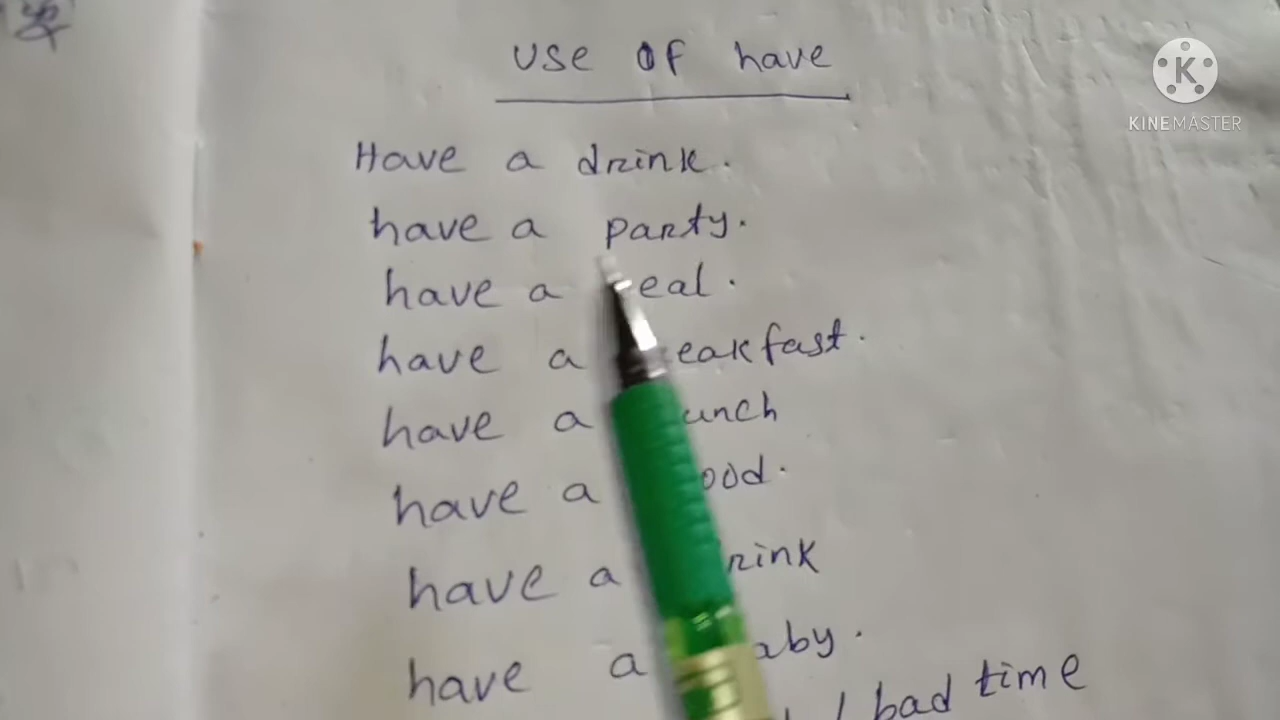 use of have
KINEMASTER
Have a drink.
have a party.
have a eal.
have a eakfast.
have a unch
have a ood.
have a rink
have a aby.
/ bad time